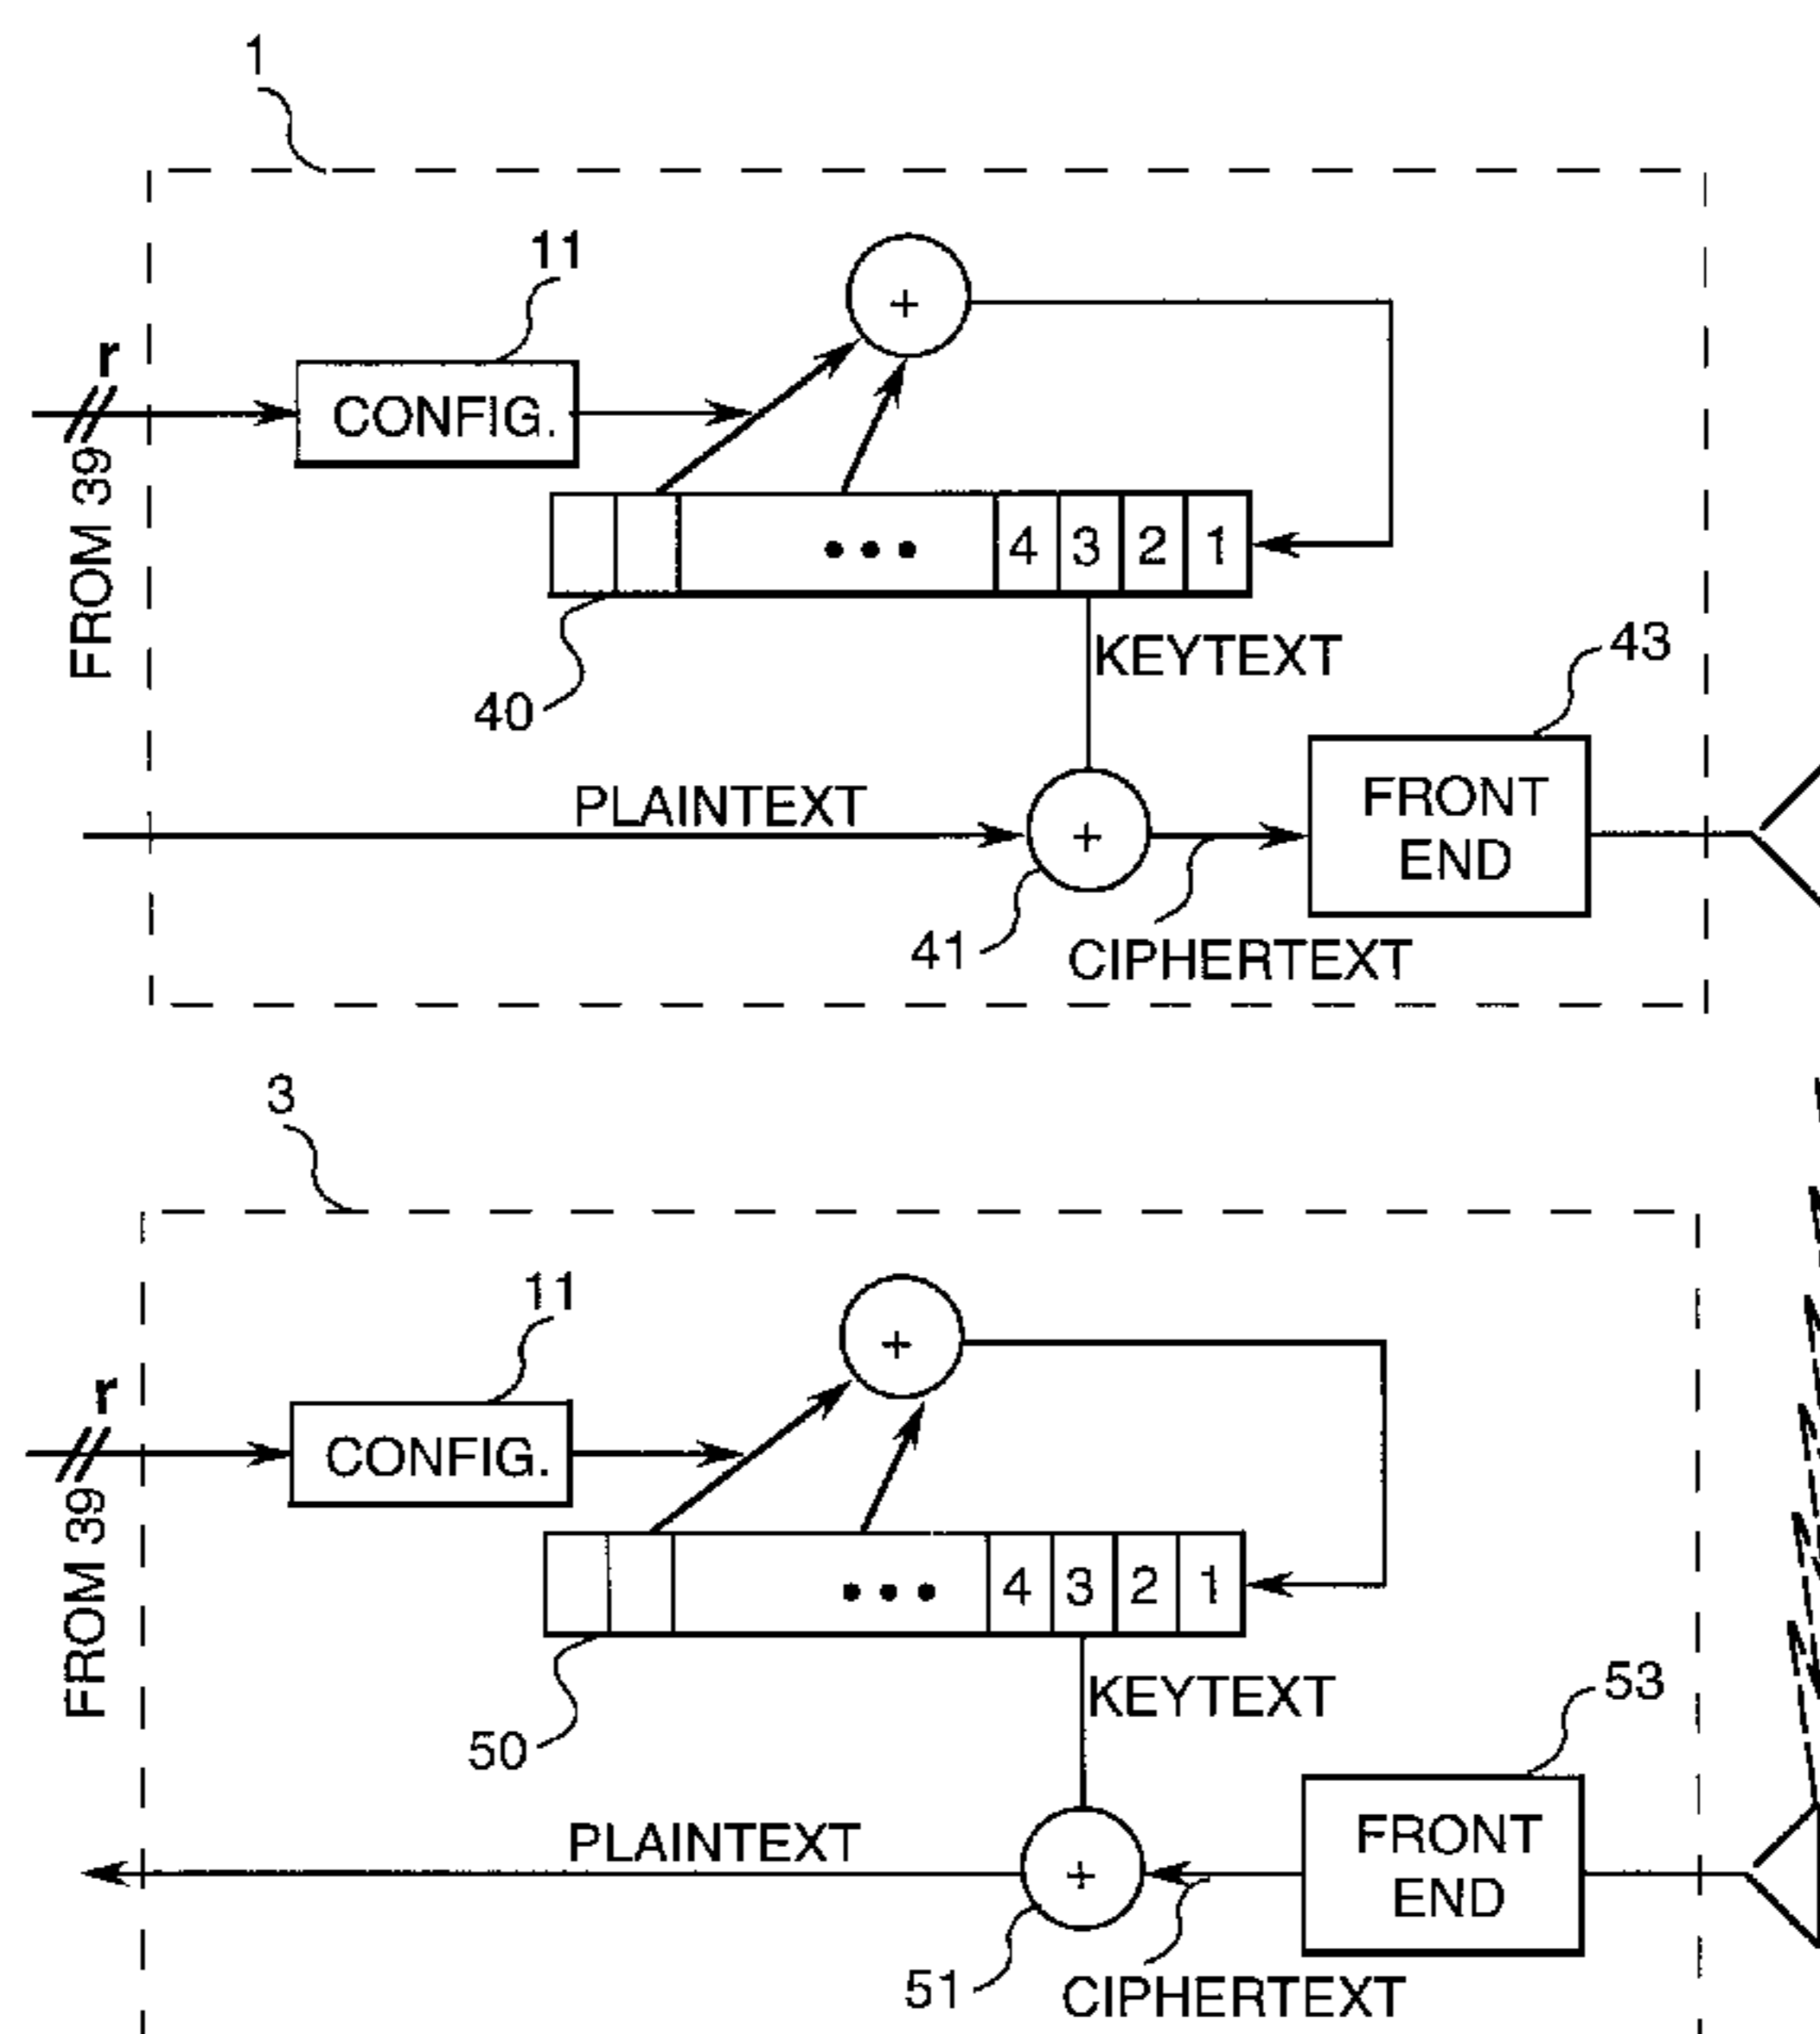 1
11
+
r
CONFIG.
FROM 39
4 3 2 1
KEYTEXT
43
40
PLAINTEXT
FRONT
END
+
41
CIPHERTEXT
3
11
+
r
CONFIG.
FROM 39
4 3 2 1
KEYTEXT
53
50
PLAINTEXT
FRONT
END
+
51
CIPHERTEXT